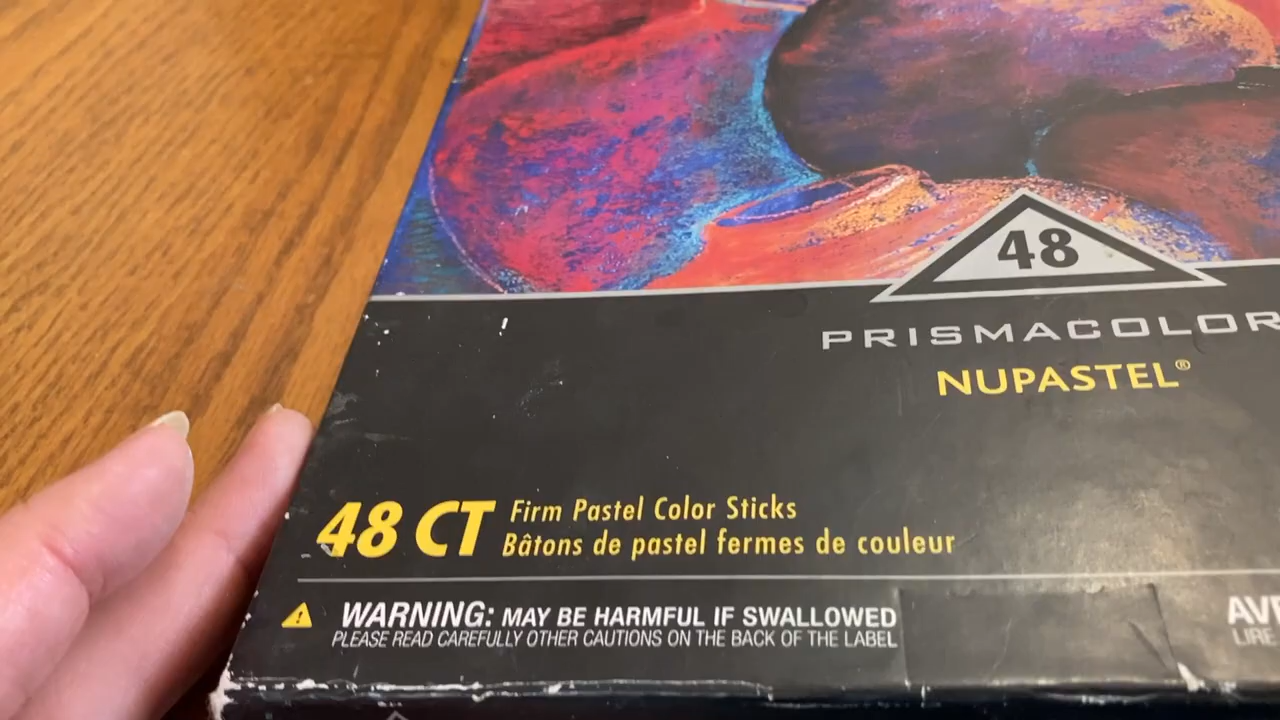 48
PRISMACOLOR
NUPASTEL®
48 CT
Firm Pastel Color Sticks
Bâtons de pastel fermes de couleur
WARNING: MAY BE HARMFUL IF SWALLOWED
PLEASE READ CAREFULLY OTHER CAUTIONS ON THE BACK OF THE LABEL
LIRE